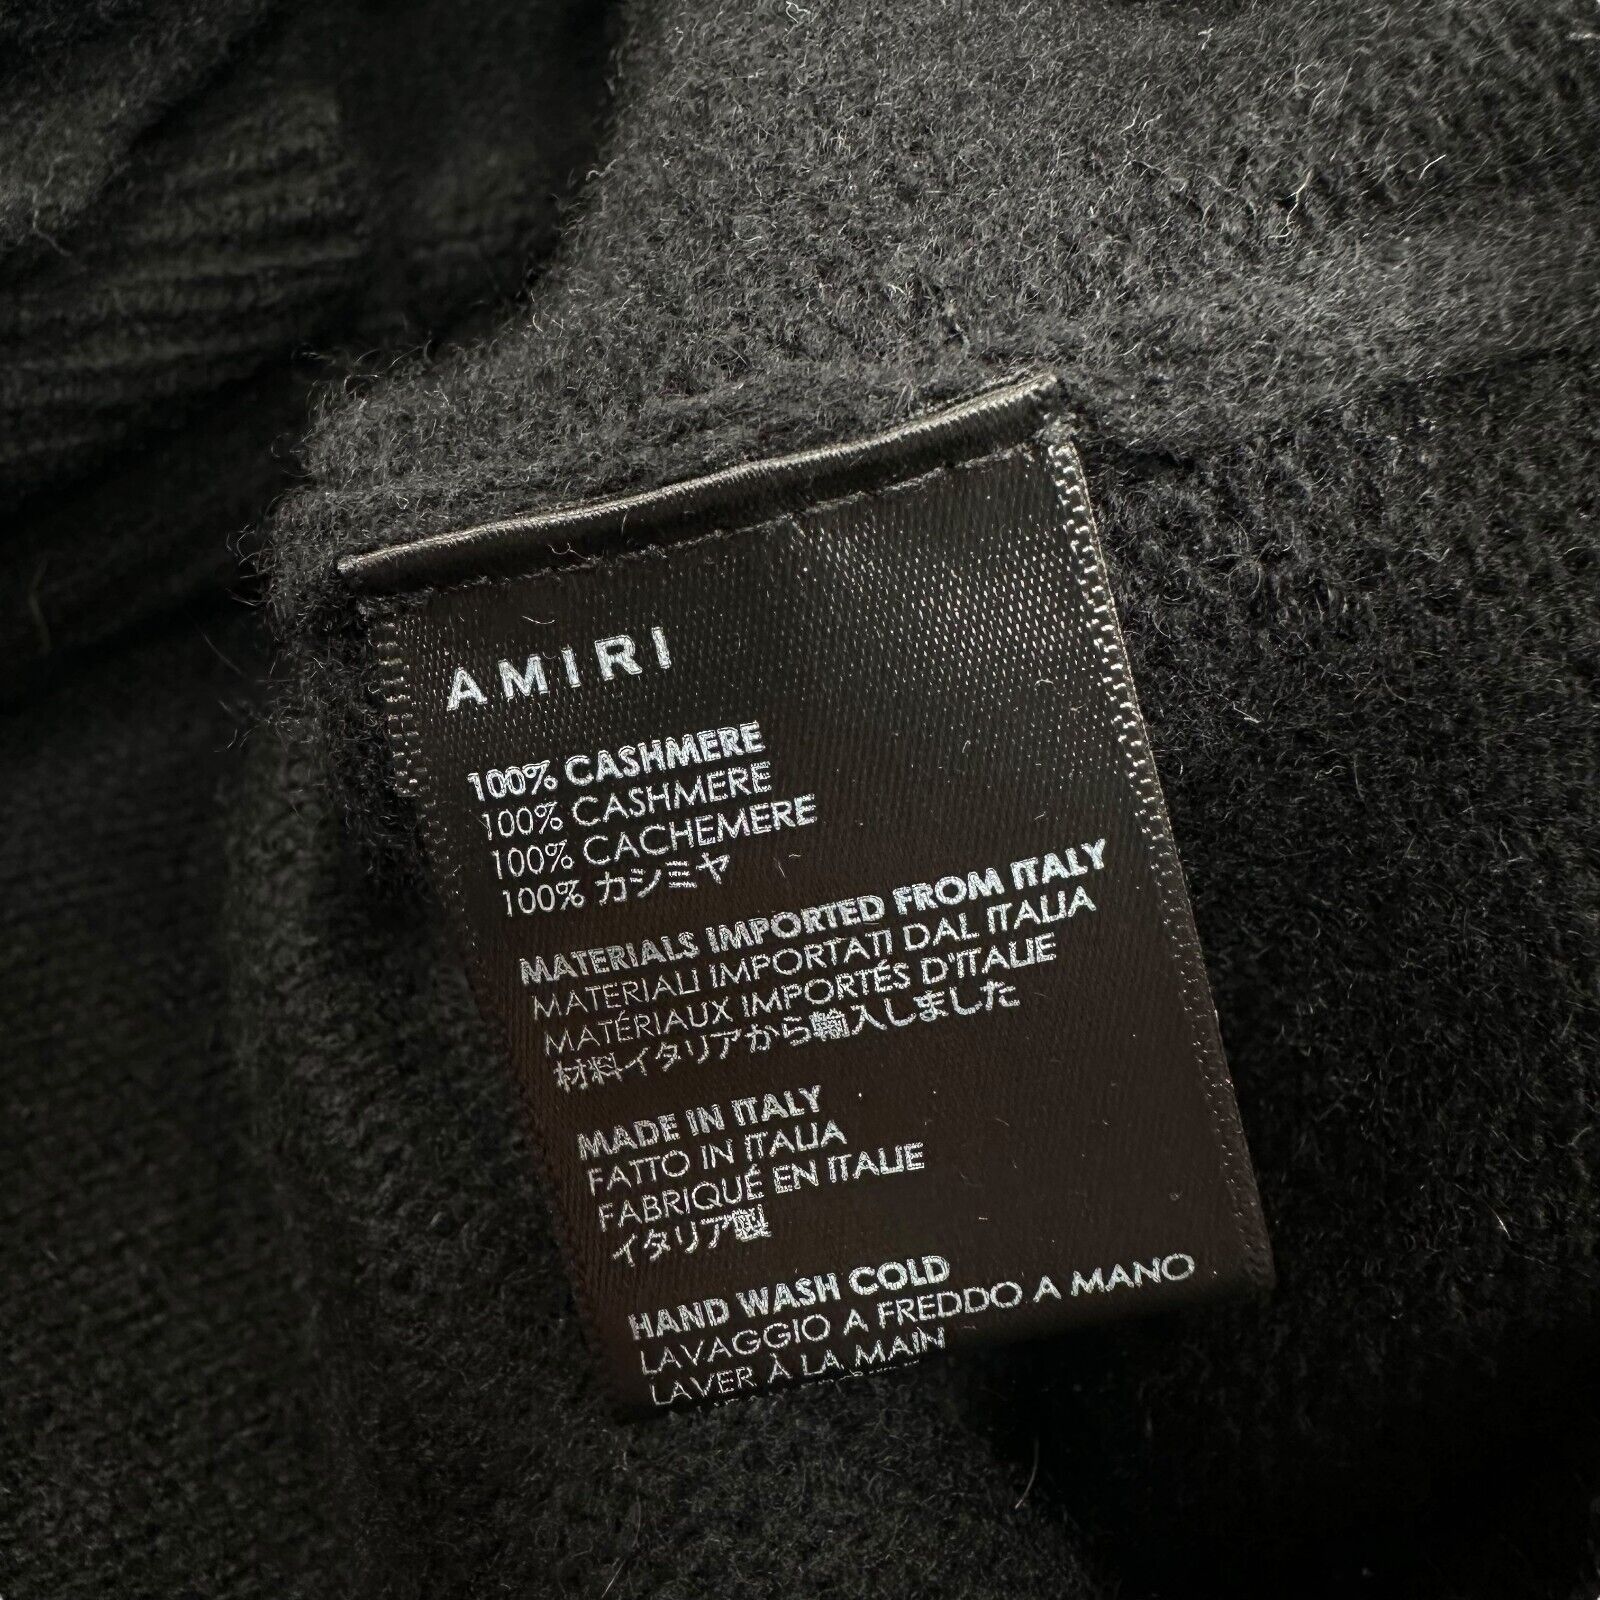 AMIRI
100% CASHMERE
100% CASHMERE
100% CACHEMERE
100% カシミヤ
MATERIALS IMPORTED FROM ITALY
MATERIALI IMPORTATI DAL ITALIA
MATÉRIAUX IMPORTÉS D'ITALIE
材料イタリアから輸入しました
MADE IN ITALY
FATTO IN ITALIA
FABRIQUÉ EN ITALIE
イタリア製
HAND WASH COLD
LAVAGGIO A FREDDO A MANO
LAVER À LA MAIN